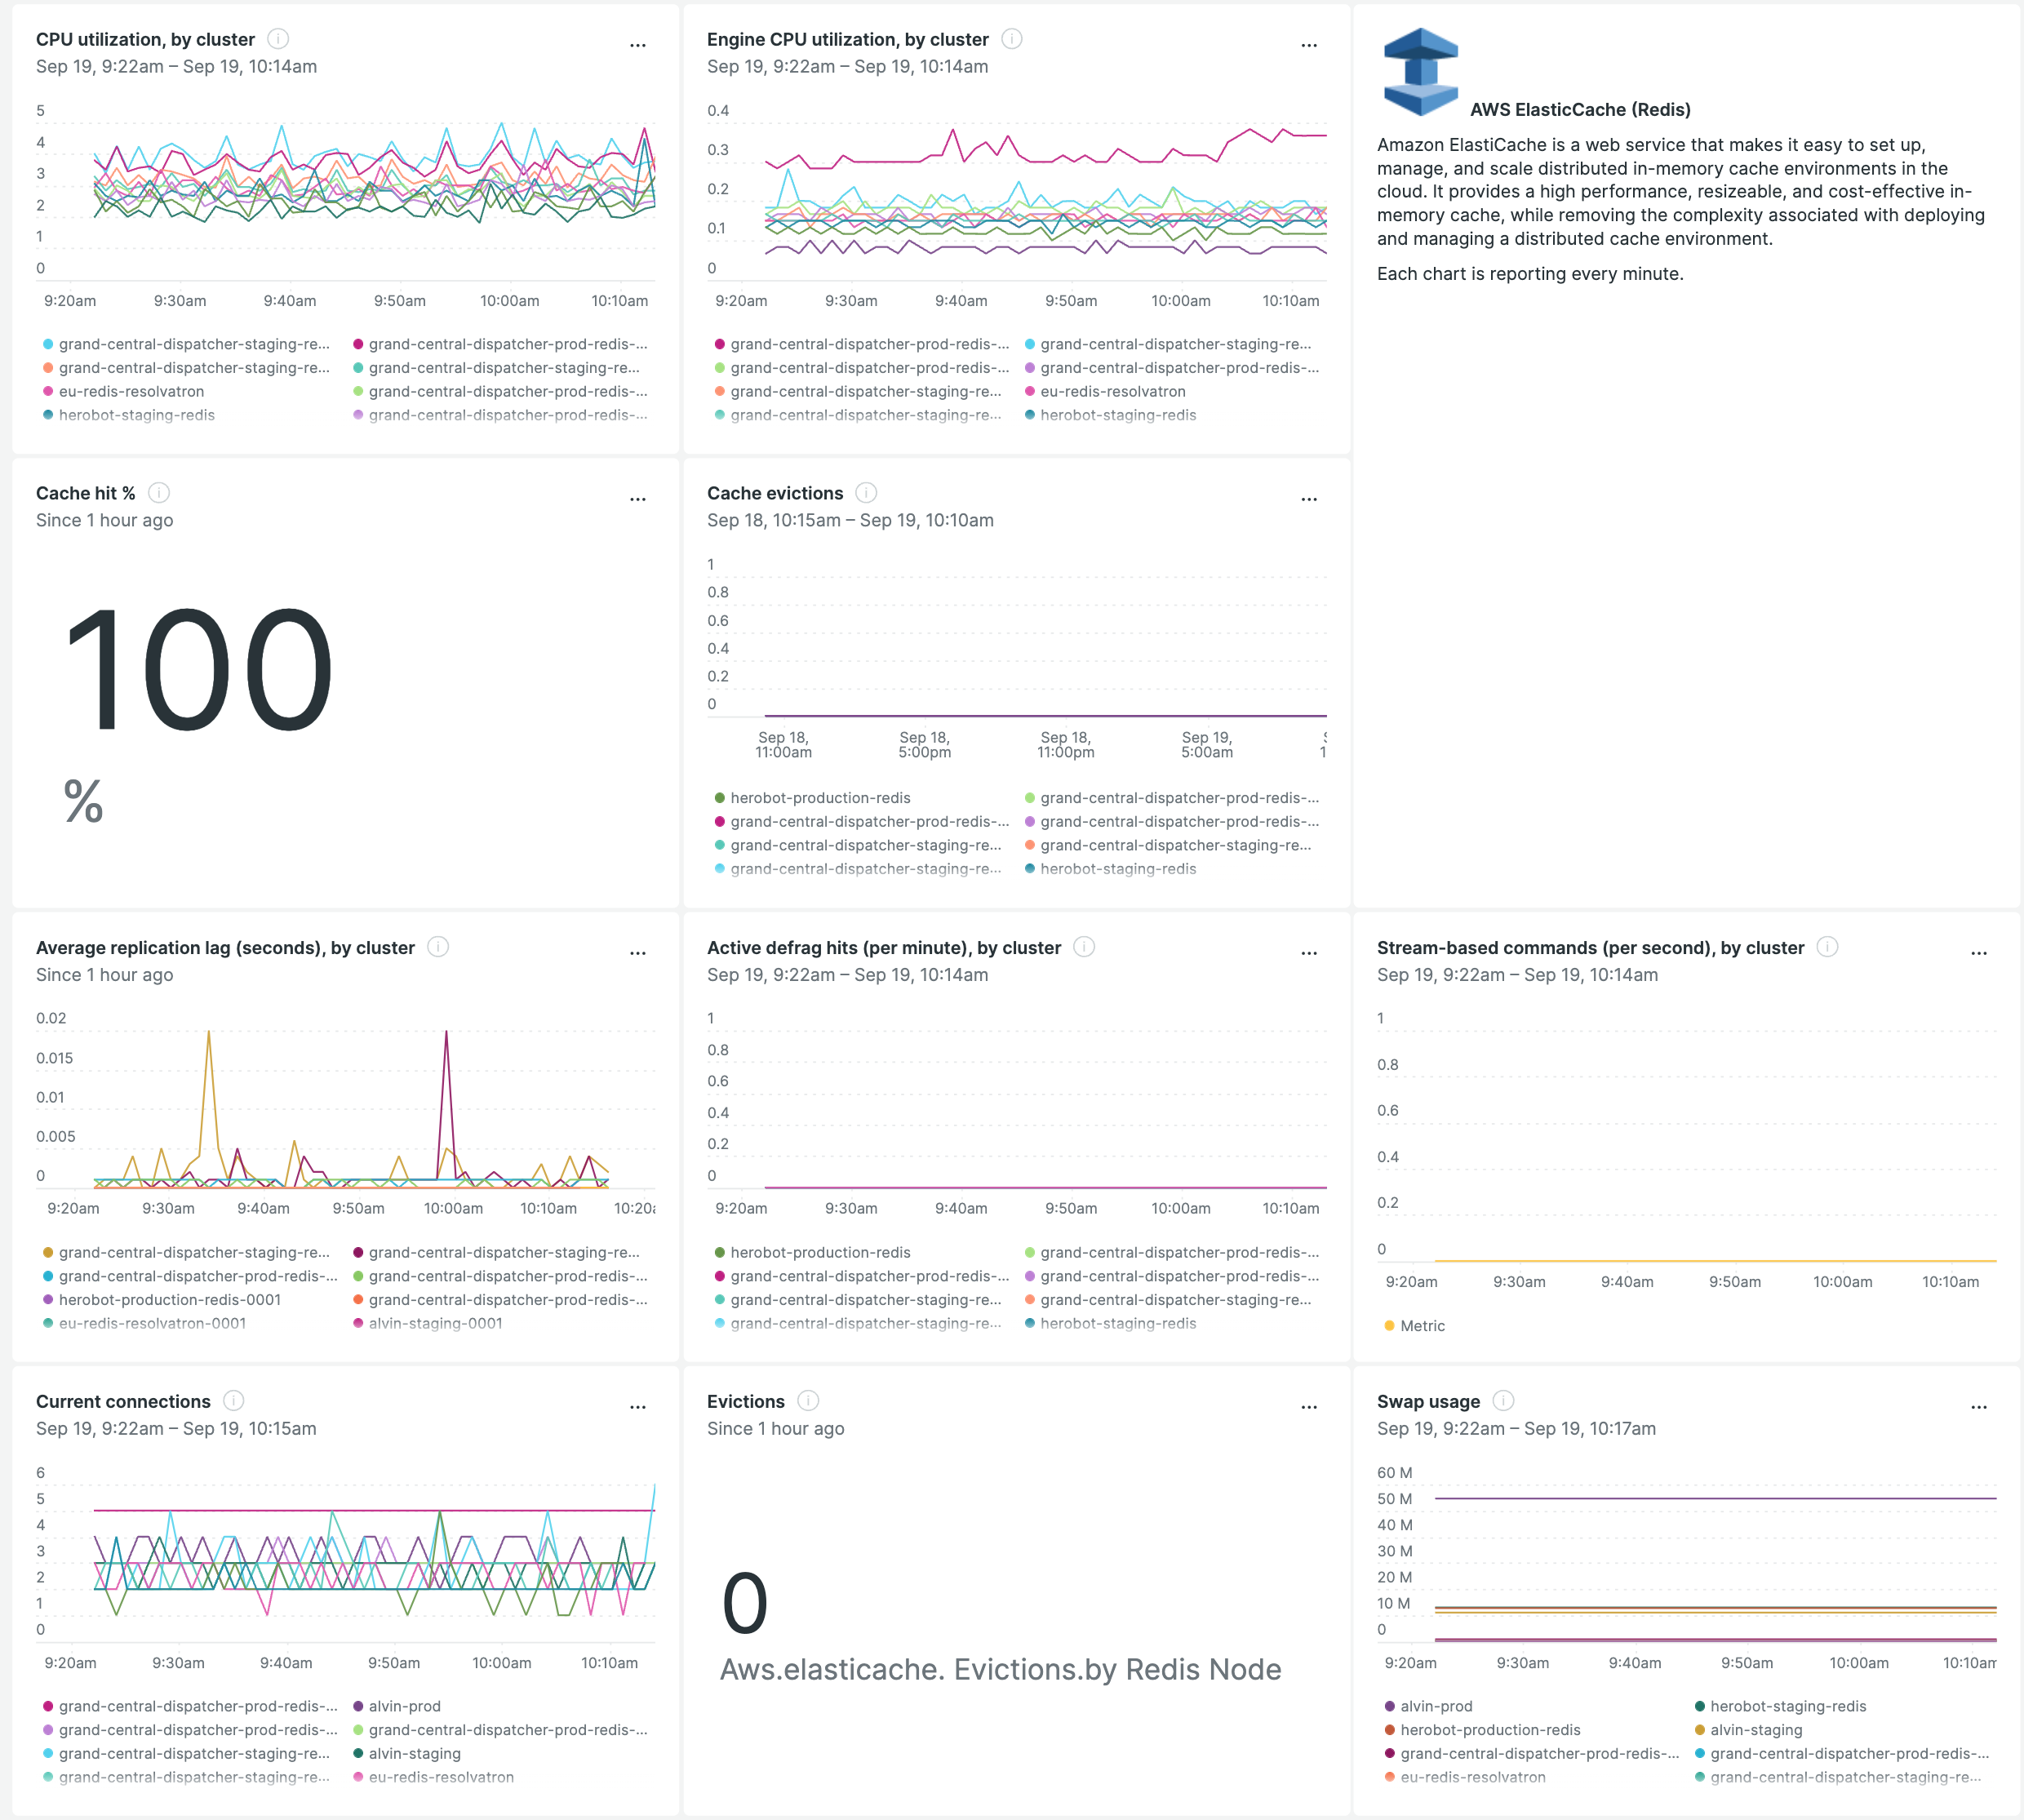 CPU utilization, by cluster
Sep 19, 9:22am – Sep 19, 10:14am
5
4
3
2
1
0
9:20am 9:30am 9:40am 9:50am 10:00am 10:10am
grand-central-dispatcher-staging-re... grand-central-dispatcher-prod-redis-...
grand-central-dispatcher-staging-re... grand-central-dispatcher-staging-re...
eu-redis-resolvatron grand-central-dispatcher-prod-redis-...
herobot-staging-redis grand-central-dispatcher-prod-redis-...
Engine CPU utilization, by cluster
Sep 19, 9:22am – Sep 19, 10:14am
0.4
0.3
0.2
0.1
0
9:20am 9:30am 9:40am 9:50am 10:00am 10:10am
grand-central-dispatcher-prod-redis-... grand-central-dispatcher-staging-re...
grand-central-dispatcher-prod-redis-... grand-central-dispatcher-prod-redis-...
grand-central-dispatcher-staging-re... eu-redis-resolvatron
grand-central-dispatcher-staging-re... herobot-staging-redis
AWS ElasticCache (Redis)
Amazon ElastiCache is a web service that makes it easy to set up,
manage, and scale distributed in-memory cache environments in the
cloud. It provides a high performance, resizeable, and cost-effective in-
memory cache, while removing the complexity associated with deploying
and managing a distributed cache environment.
Each chart is reporting every minute.
Cache hit %
Since 1 hour ago
100
%
Cache evictions
Sep 18, 10:15am – Sep 19, 10:10am
1
0.8
0.6
0.4
0.2
0
Sep 18, Sep 18, Sep 18, Sep 19,
11:00am 5:00pm 11:00pm 5:00am 1
herobot-production-redis grand-central-dispatcher-prod-redis-...
grand-central-dispatcher-prod-redis-... grand-central-dispatcher-prod-redis-...
grand-central-dispatcher-staging-re... grand-central-dispatcher-staging-re...
grand-central-dispatcher-staging-re... herobot-staging-redis
Average replication lag (seconds), by cluster
Since 1 hour ago
0.02
0.015
0.01
0.005
0
9:20am 9:30am 9:40am 9:50am 10:00am 10:10am 10:20a
grand-central-dispatcher-staging-re... grand-central-dispatcher-staging-re...
grand-central-dispatcher-prod-redis-... grand-central-dispatcher-prod-redis-...
herobot-production-redis-0001 grand-central-dispatcher-prod-redis-...
eu-redis-resolvatron-0001 alvin-staging-0001
Active defrag hits (per minute), by cluster
Sep 19, 9:22am – Sep 19, 10:14am
1
0.8
0.6
0.4
0.2
0
9:20am 9:30am 9:40am 9:50am 10:00am 10:10am
herobot-production-redis grand-central-dispatcher-prod-redis-...
grand-central-dispatcher-prod-redis-... grand-central-dispatcher-prod-redis-...
grand-central-dispatcher-staging-re... grand-central-dispatcher-staging-re...
grand-central-dispatcher-staging-re... herobot-staging-redis
Stream-based commands (per second), by cluster
Sep 19, 9:22am – Sep 19, 10:14am
1
0.8
0.6
0.4
0.2
0
9:20am 9:30am 9:40am 9:50am 10:00am 10:10am
Metric
Current connections
Sep 19, 9:22am – Sep 19, 10:15am
6
5
4
3
2
1
0
9:20am 9:30am 9:40am 9:50am 10:00am 10:10am
grand-central-dispatcher-prod-redis-... alvin-prod
grand-central-dispatcher-prod-redis-... grand-central-dispatcher-prod-redis-...
grand-central-dispatcher-staging-re... alvin-staging
grand-central-dispatcher-staging-re... eu-redis-resolvatron
Evictions
Since 1 hour ago
0
Aws.elasticache. Evictions.by Redis Node
Swap usage
Sep 19, 9:22am – Sep 19, 10:17am
60 M
50 M
40 M
30 M
20 M
10 M
0
9:20am 9:30am 9:40am 9:50am 10:00am 10:10am
alvin-prod herobot-staging-redis
herobot-production-redis alvin-staging
grand-central-dispatcher-prod-redis-... grand-central-dispatcher-prod-redis-...
eu-redis-resolvatron grand-central-dispatcher-staging-re...